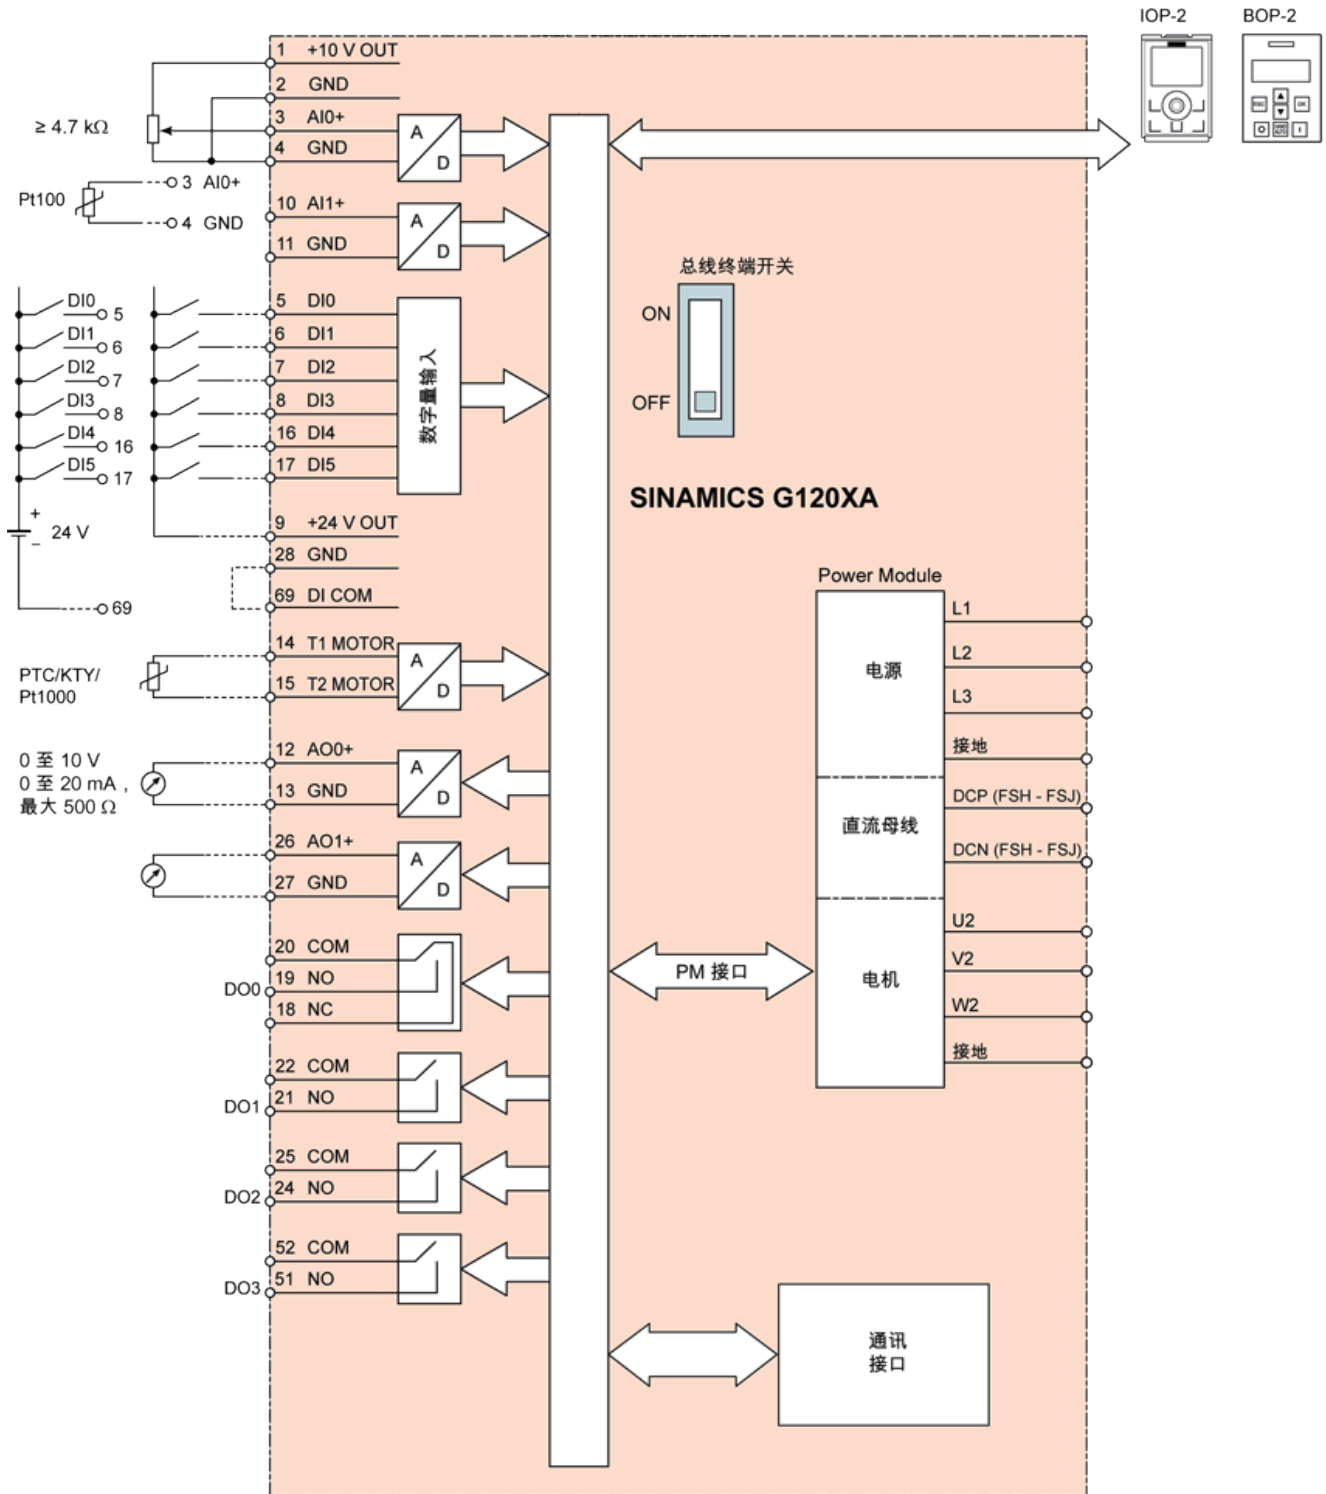 IOP-2 BOP-2
1 +10 V OUT
2 GND
≥ 4.7 kΩ
3 AI0+
4 GND
A
D
Pt100
3 AI0+
4 GND
10 AI1+
11 GND
A
D
总线终端开关
ON
OFF
DI0
5
DI1
6
DI2
7
DI3
8
DI4
16
DI5
17
+
24 V
−
69
5 DI0
6 DI1
7 DI2
8 DI3
16 DI4
17 DI5
数字量输入
SINAMICS G120XA
9 +24 V OUT
28 GND
69 DI COM
PTC/KTY/
Pt1000
14 T1 MOTOR
15 T2 MOTOR
A
D
0 至 10 V
0 至 20 mA ,
最大 500 Ω
12 AO0+
13 GND
A
D
26 AO1+
27 GND
A
D
DO0
20 COM
19 NO
18 NC
DO1
22 COM
21 NO
DO2
25 COM
24 NO
DO3
52 COM
51 NO
Power Module
电源
L1
L2
L3
接地
直流母线
DCP (FSH - FSJ)
DCN (FSH - FSJ)
PM 接口
电机
U2
V2
W2
接地
通讯
接口